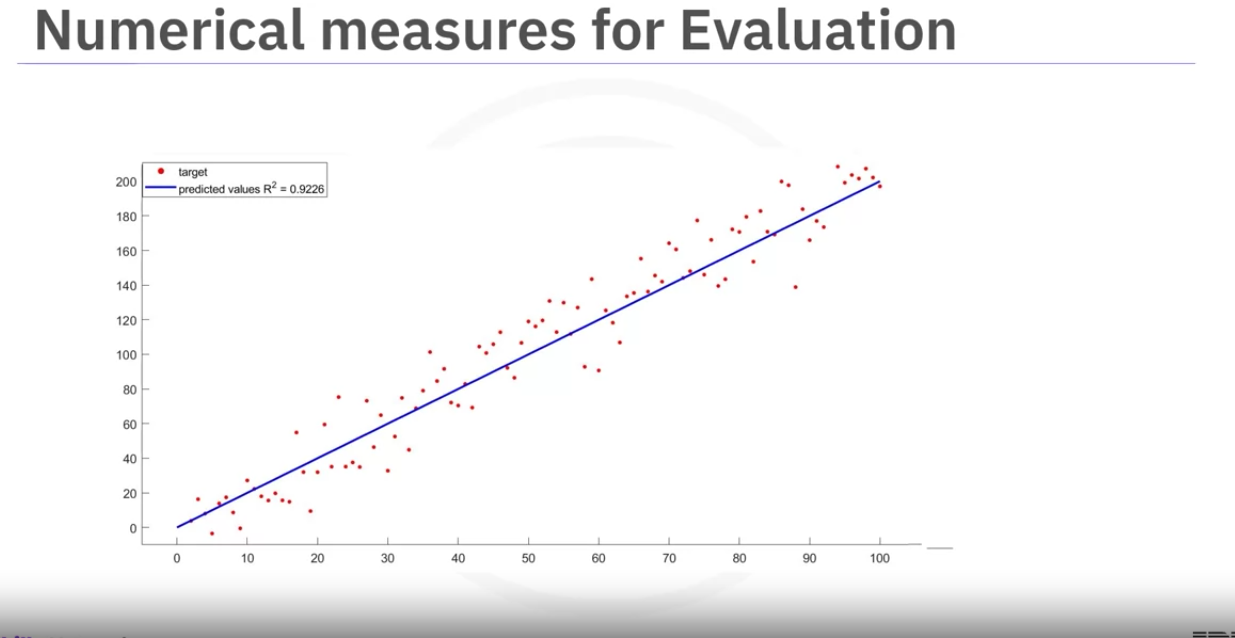 Numerical measures for Evaluation
target
predicted values R² = 0.9226
200
180
160
140
120
100
80
60
40
20
0
0 10 20 30 40 50 60 70 80 90 100